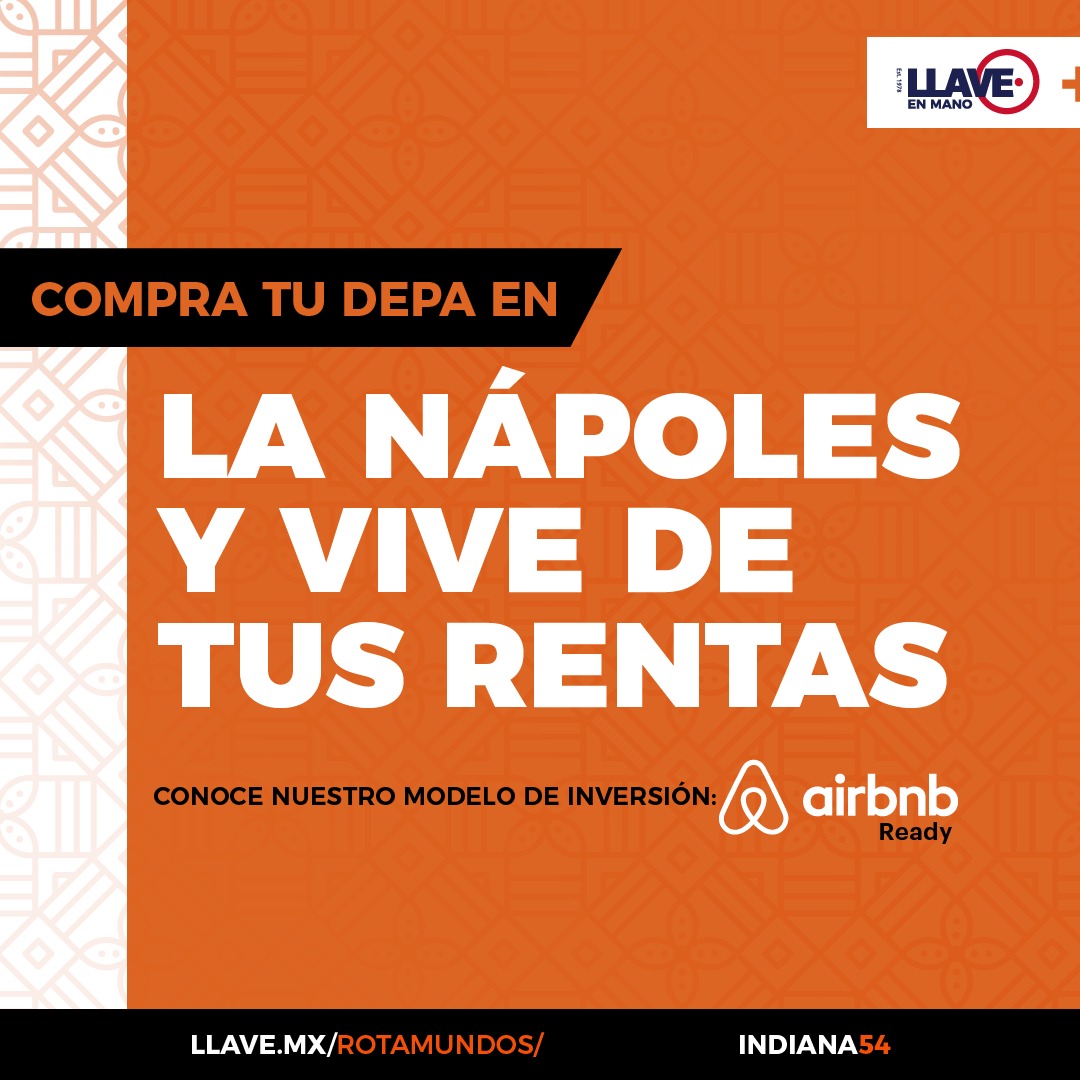 Est. 1978
LLAVE
EN MANO
COMPRA TU DEPA EN
LA NÁPOLES
Y VIVE DE
TUS RENTAS
CONOCE NUESTRO MODELO DE INVERSIÓN:
airbnb
Ready
LLAVE.MX/ROTAMUNDOS/
INDIANA54